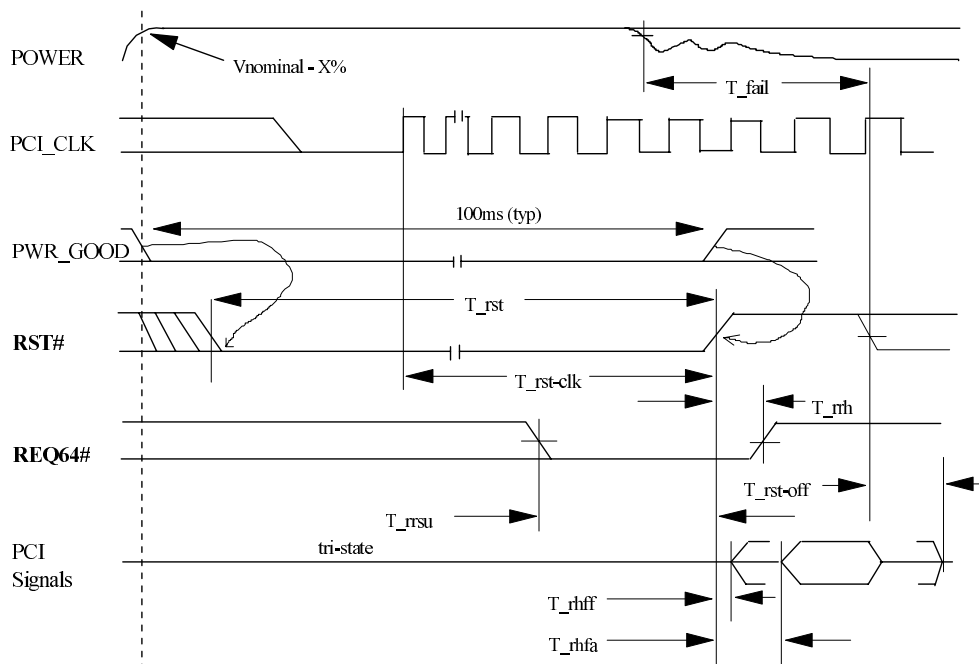 POWER
Vnominal - X%
T_fail
PCI_CLK
100ms (typ)
PWR_GOOD
T_rst
RST#
T_rst-clk
T_rrh
REQ64#
T_rst-off
T_rrsu
PCI
Signals
tri-state
T_rhff
T_rhfa